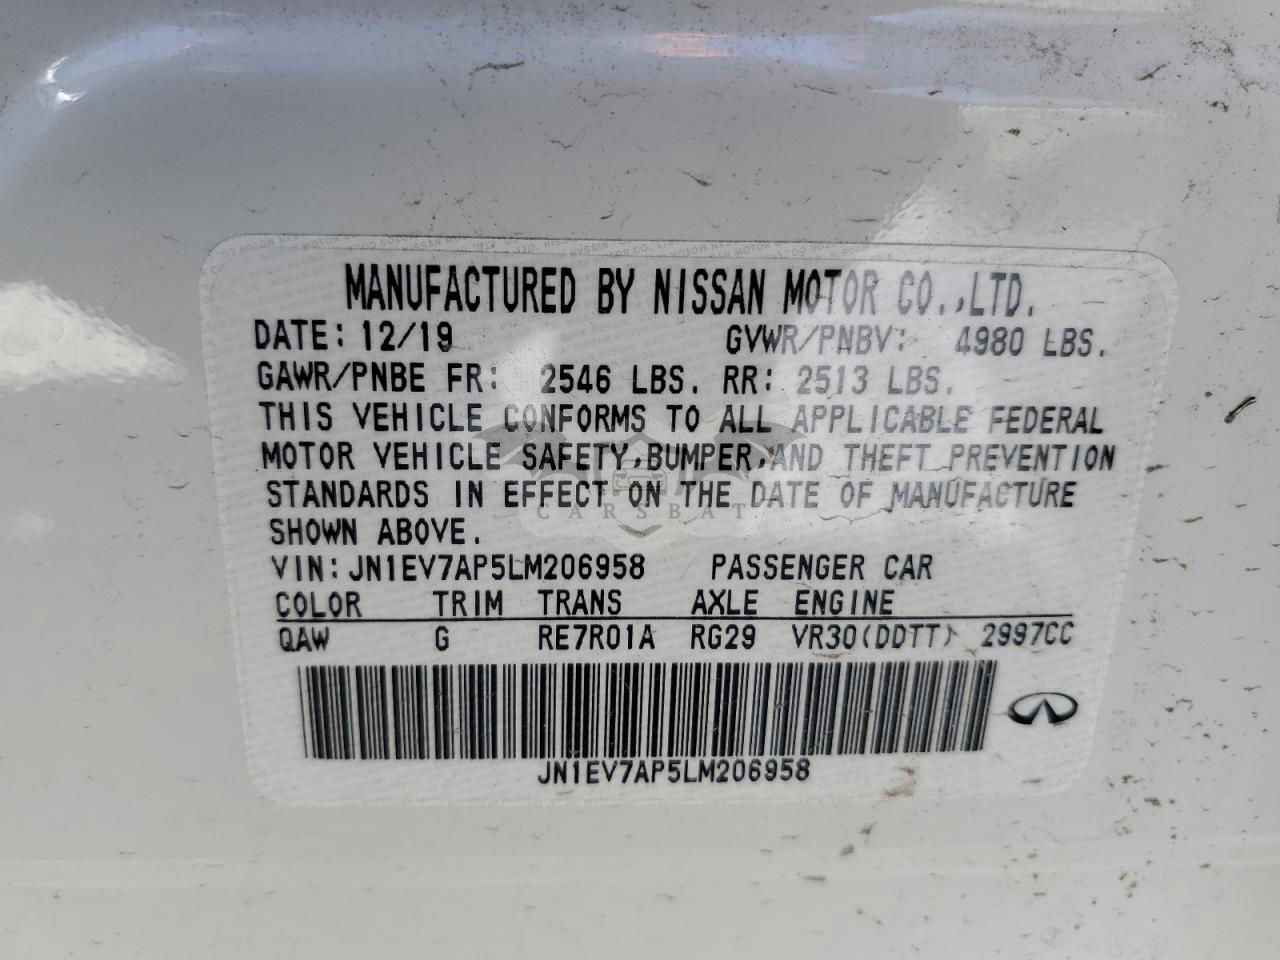 MANUFACTURED BY NISSAN MOTOR CO.,LTD.
DATE: 12/19 GVWR/PNBV: 4980 LBS.
GAWR/PNBE FR: 2546 LBS. RR: 2513 LBS.
THIS VEHICLE CONFORMS TO ALL APPLICABLE FEDERAL
MOTOR VEHICLE SAFETY,BUMPER,AND THEFT PREVENTION
STANDARDS IN EFFECT ON THE DATE OF MANUFACTURE
CARSBAT
SHOWN ABOVE.
VIN: JN1EV7AP5LM206958 PASSENGER CAR
COLOR TRIM TRANS AXLE ENGINE
QAW G RE7R01A RG29 VR30(DDTT) 2997CC
JN1EV7AP5LM206958